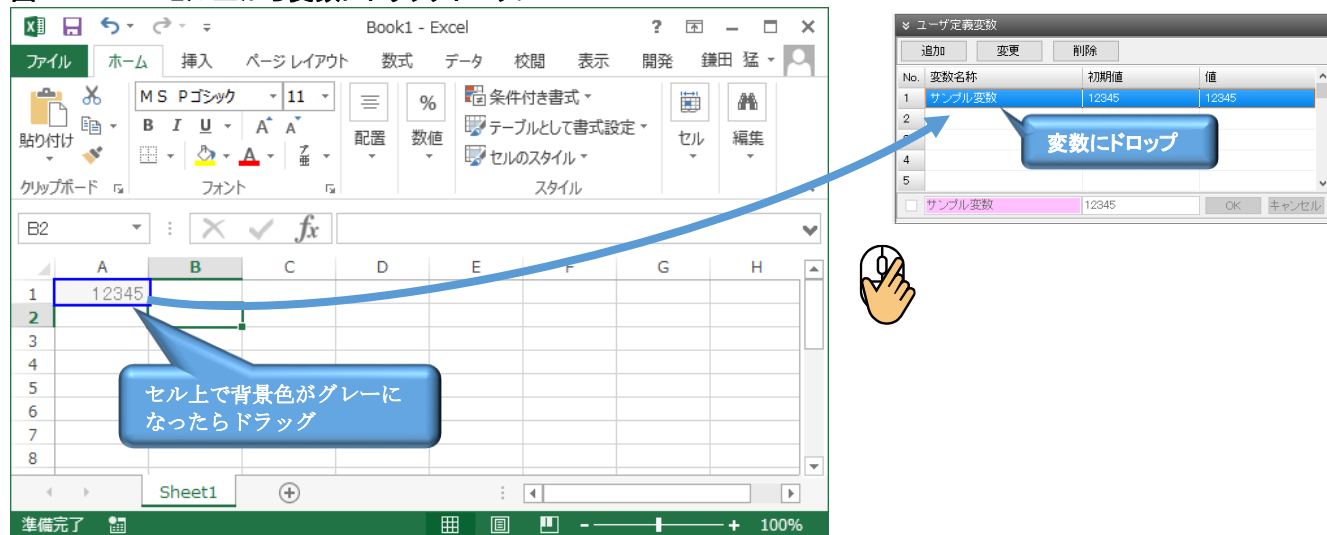 Book1 - Excel
ファイル ホーム 挿入 ページ レイアウト 数式 データ 校閲 表示 開発 鎌田 猛
貼り付け
MS Pゴシック 11
B I U A A
A
配置
%
数値
条件付き書式
テーブルとして書式設定
セルのスタイル
セル
編集
クリップボード フォント スタイル
B2 fx
A B C D E F G H
1 12345
2
3
4
5
6
7
8
セル上で背景色がグレーに
なったらドラッグ
Sheet1
準備完了 100%
ユーザ定義変数
追加 変更 削除
No. 変数名称 初期値 値
1 サンプル変数 12345 12345
2
4
5
変数にドロップ
サンプル変数 12345 OK キャンセル